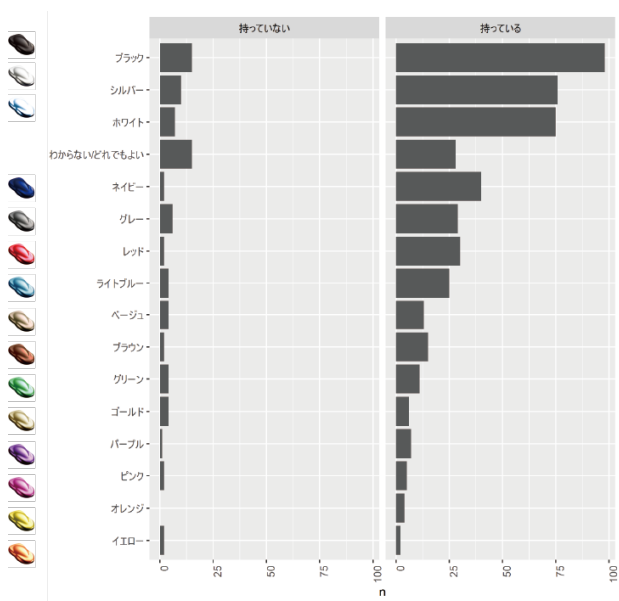 持っていない
持っている
ブラック
シルバー
ホワイト
わからない/どれでもよい
ネイビー
グレー
レッド
ライトブルー
ベージュ
ブラウン
グリーン
ゴールド
パープル
ピンク
オレンジ
イエロー
0 25 50 75 100
0 25 50 75 100
n